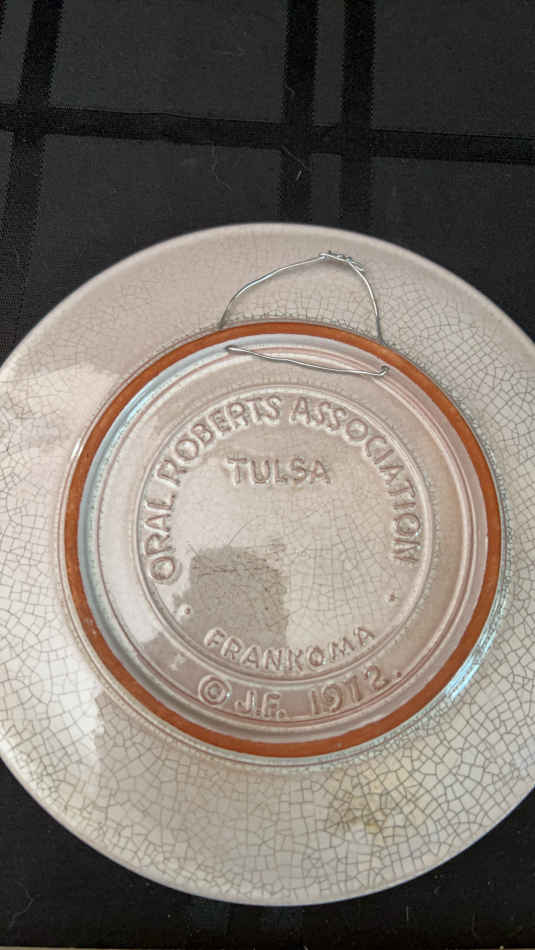 ORAL ROBERTS ASSOCIATION
TULSA
FRANKOMA
© J.F. 1972.